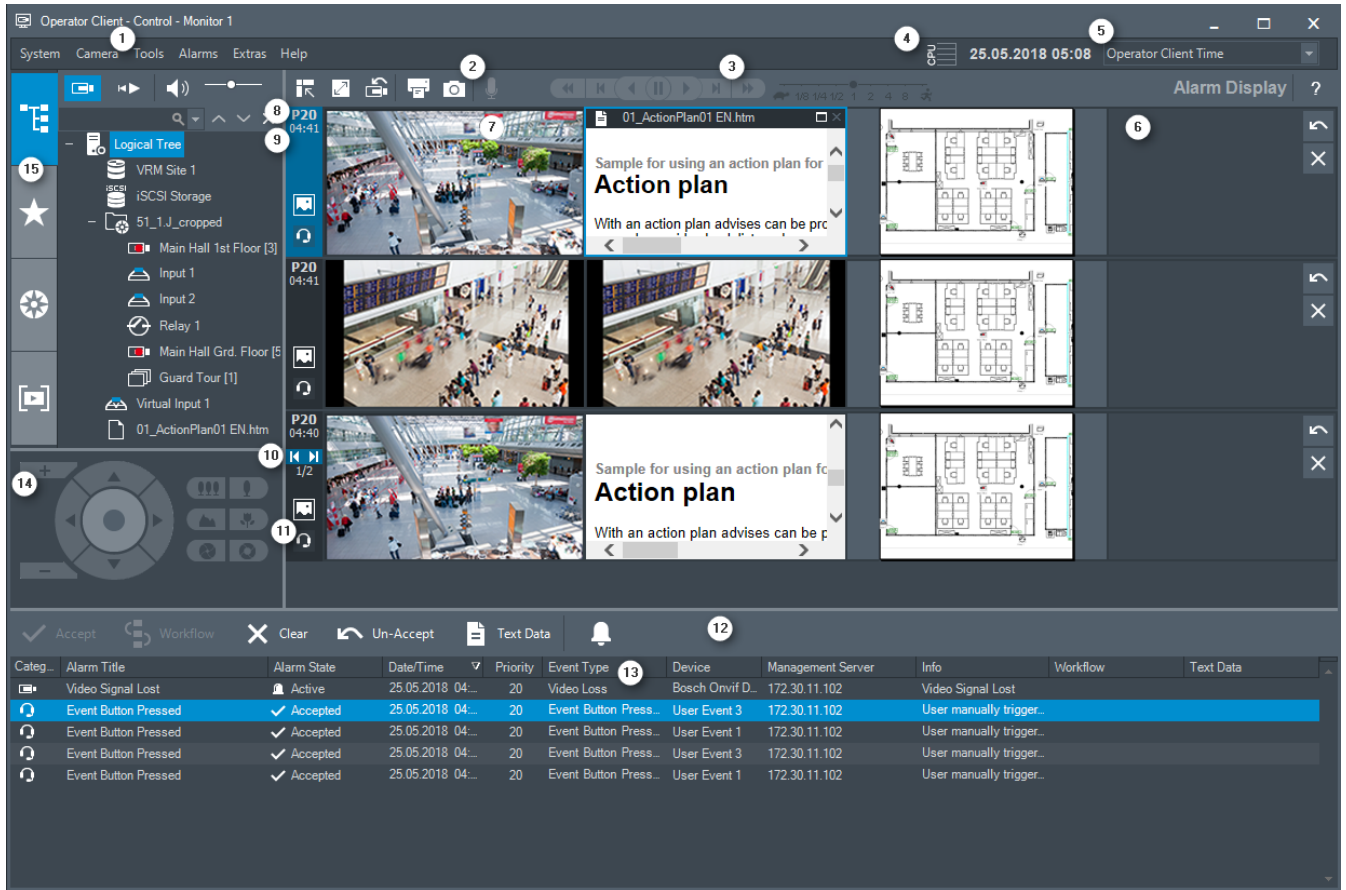 Operator Client - Control - Monitor 1
1
5
System Camera Tools Alarms Extras Help
4
CPU
25.05.2018 05:08
Operator Client Time
2
3
1/8 1/4 1/2 1 2 4 8
Alarm Display ?
8
9
15
Logical Tree
VRM Site 1
iSCSI
iSCSI Storage
51_1.J_cropped
Main Hall 1st Floor [3]
Input 1
Input 2
Relay 1
Main Hall Grd. Floor [5
Guard Tour [1]
Virtual Input 1
01_ActionPlan01 EN.htm
14
P20
04:41
7
01_ActionPlan01 EN.htm
Sample for using an action plan for
Action plan
With an action plan advises can be pro
6
P20
04:41
P20
04:40
10
1/2
11
Sample for using an action plan fo
Action plan
With an action plan advises can be p
Accept Workflow Clear Un-Accept Text Data
12
Categ... Alarm Title Alarm State Date/Time Priority Event Type Device Management Server Info Workflow Text Data
13
Video Signal Lost Active 25.05.2018 04:... 20 Video Loss Bosch Onvif D... 172.30.11.102 Video Signal Lost
Event Button Pressed Accepted 25.05.2018 04:... 20 Event Button Press... User Event 3 172.30.11.102 User manually trigger...
Event Button Pressed Accepted 25.05.2018 04:... 20 Event Button Press... User Event 1 172.30.11.102 User manually trigger...
Event Button Pressed Accepted 25.05.2018 04:... 20 Event Button Press... User Event 3 172.30.11.102 User manually trigger...
Event Button Pressed Accepted 25.05.2018 04:... 20 Event Button Press... User Event 1 172.30.11.102 User manually trigger...